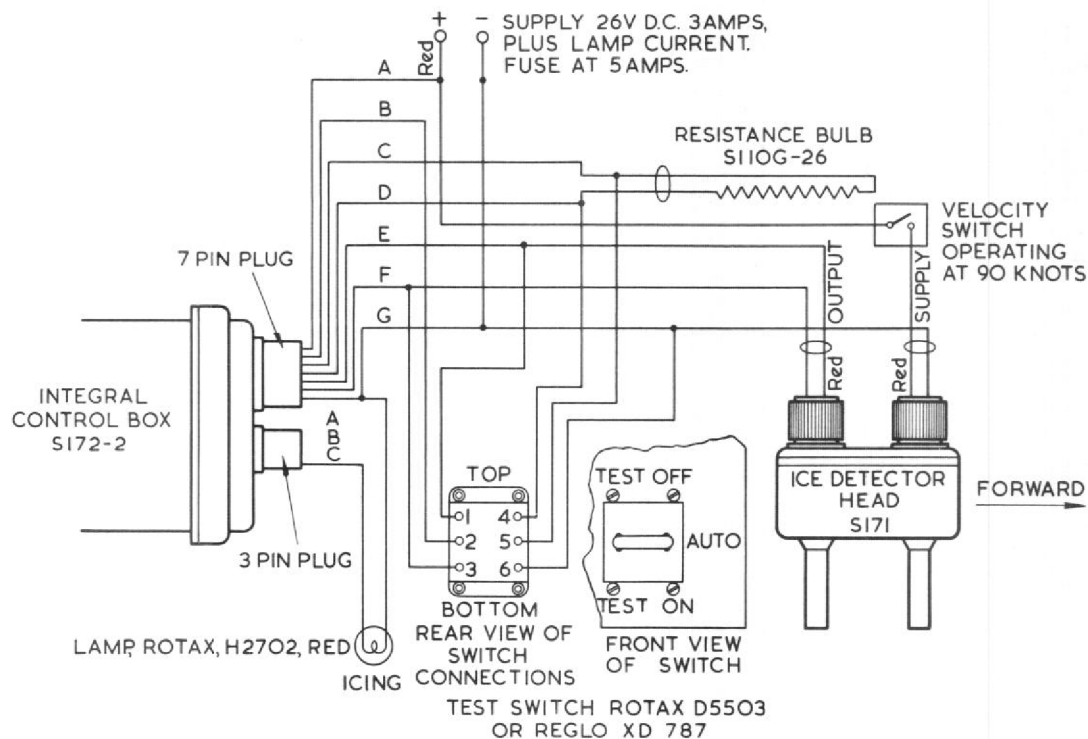 + -
SUPPLY 26V D.C. 3AMPS,
PLUS LAMP CURRENT.
FUSE AT 5AMPS.
Red
A
B
C
D
E
F
G
RESISTANCE BULB
S110G-26
VELOCITY
SWITCH
OPERATING
AT 90 KNOTS
7 PIN PLUG
OUTPUT
SUPPLY
Red
Red
INTEGRAL
CONTROL BOX
S172-2
A
B
C
3 PIN PLUG
TOP
1 4
2 5
3 6
BOTTOM
REAR VIEW OF
SWITCH
CONNECTIONS
TEST OFF
AUTO
TEST ON
FRONT VIEW
OF SWITCH
ICE DETECTOR
HEAD
S171
FORWARD
LAMP, ROTAX, H2702, RED
ICING
TEST SWITCH ROTAX D5503
OR REGLO XD 787